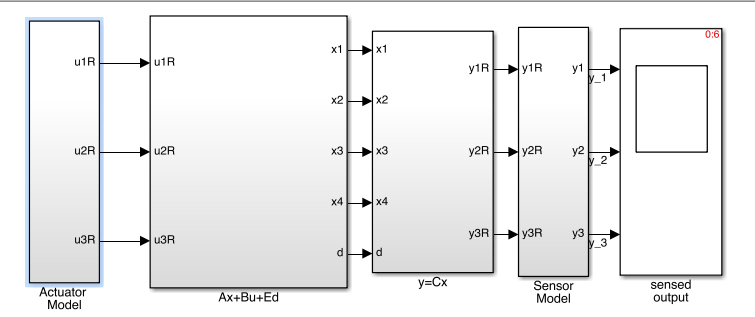 0:6
u1R
u1R
x1
x1
y1R
y1R
y1
y_1
x2
x2
u2R
u2R
x3
x3
y2R
y2R
y2
y_2
x4
x4
u3R
u3R
d
d
y3R
y3R
y3
y_3
Actuator
Model
Ax+Bu+Ed
y=Cx
Sensor
Model
sensed
output